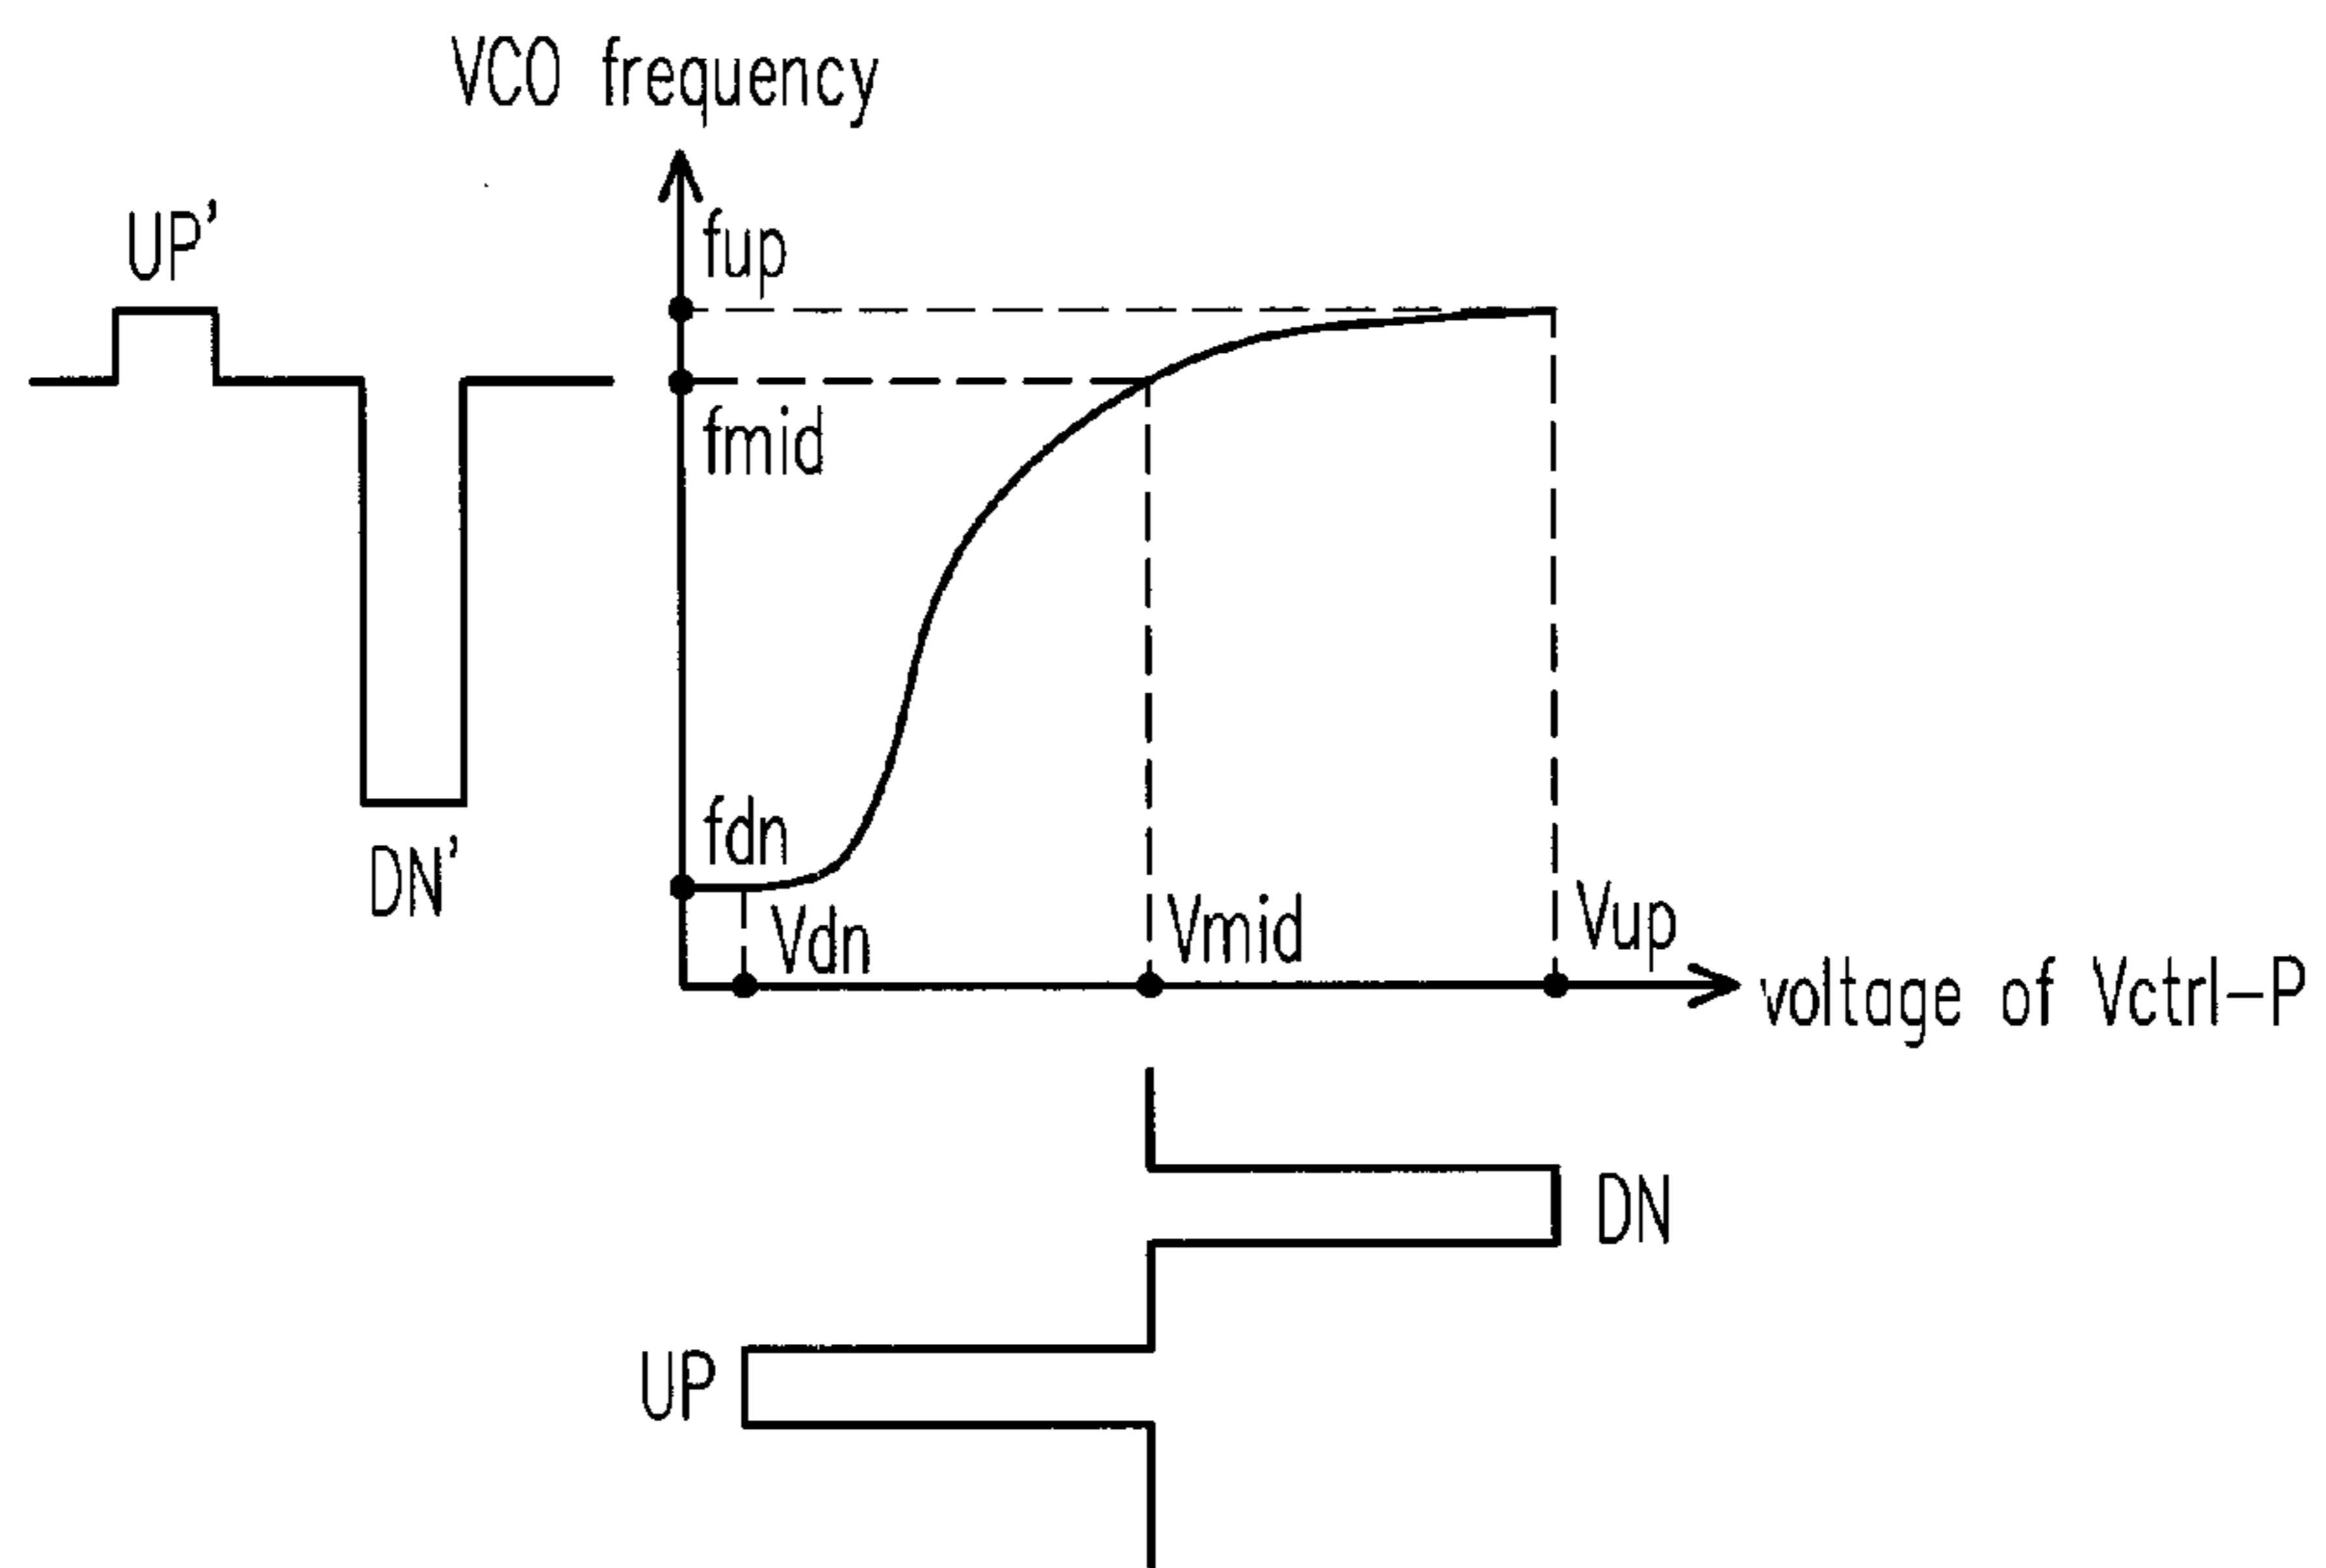 VCO frequency
UP’
fup
fmid
fdn
DN’
Vdn
Vmid
Vup
voltage of Vctrl-P
DN
UP